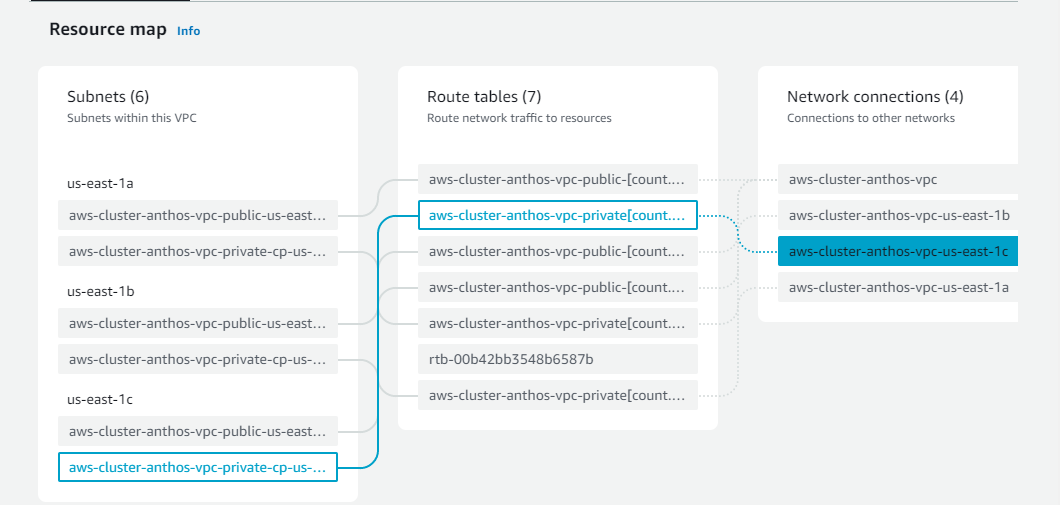 Resource map Info
Subnets (6)
Subnets within this VPC
us-east-1a
aws-cluster-anthos-vpc-public-us-east...
aws-cluster-anthos-vpc-private-cp-us-...
us-east-1b
aws-cluster-anthos-vpc-public-us-east...
aws-cluster-anthos-vpc-private-cp-us-...
us-east-1c
aws-cluster-anthos-vpc-public-us-east...
aws-cluster-anthos-vpc-private-cp-us-...
Route tables (7)
Route network traffic to resources
aws-cluster-anthos-vpc-public-[count....
aws-cluster-anthos-vpc-private[count....
aws-cluster-anthos-vpc-public-[count....
aws-cluster-anthos-vpc-public-[count....
aws-cluster-anthos-vpc-private[count....
rtb-00b42bb3548b6587b
aws-cluster-anthos-vpc-private[count....
Network connections (4)
Connections to other networks
aws-cluster-anthos-vpc
aws-cluster-anthos-vpc-us-east-1b
aws-cluster-anthos-vpc-us-east-1c
aws-cluster-anthos-vpc-us-east-1a